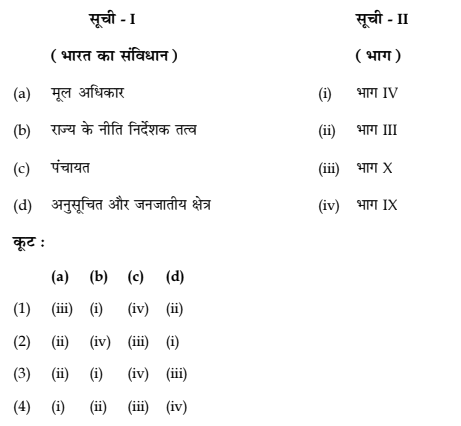 सूची - I सूची - II
( भारत का संविधान ) ( भाग )
(a) मूल अधिकार (i) भाग IV
(b) राज्य के नीति निर्देशक तत्व (ii) भाग III
(c) पंचायत (iii) भाग X
(d) अनुसूचित और जनजातीय क्षेत्र (iv) भाग IX
कूट :
(a) (b) (c) (d)
(1) (iii) (i) (iv) (ii)
(2) (ii) (iv) (iii) (i)
(3) (ii) (i) (iv) (iii)
(4) (i) (ii) (iii) (iv)